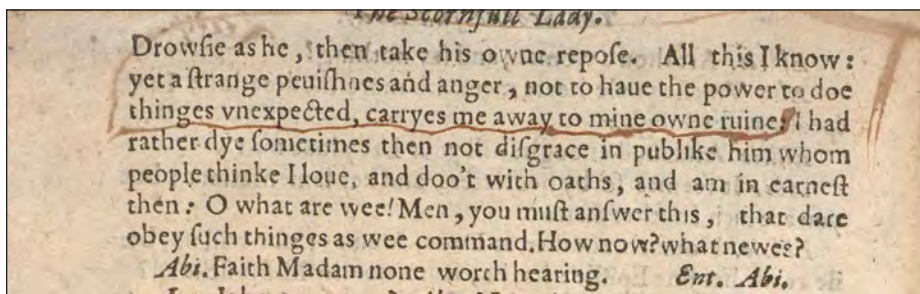 The Scornfull Lady.
Drowſie as he, then take his owne repoſe. All this I know:
yet a ſtrange peuiſhnes and anger, not to haue the power to doe
thinges vnexpected, carryes me away to mine owne ruine. I had
rather dye ſometimes then not diſgrace in publike him whom
people thinke I loue, and doo't with oaths, and am in earneſt
then: O what are wee! Men, you muſt anſwer this, that dare
obey ſuch thinges as wee command. How now? what newes?
Abi. Faith Madam none worth hearing. Ent. Abi.